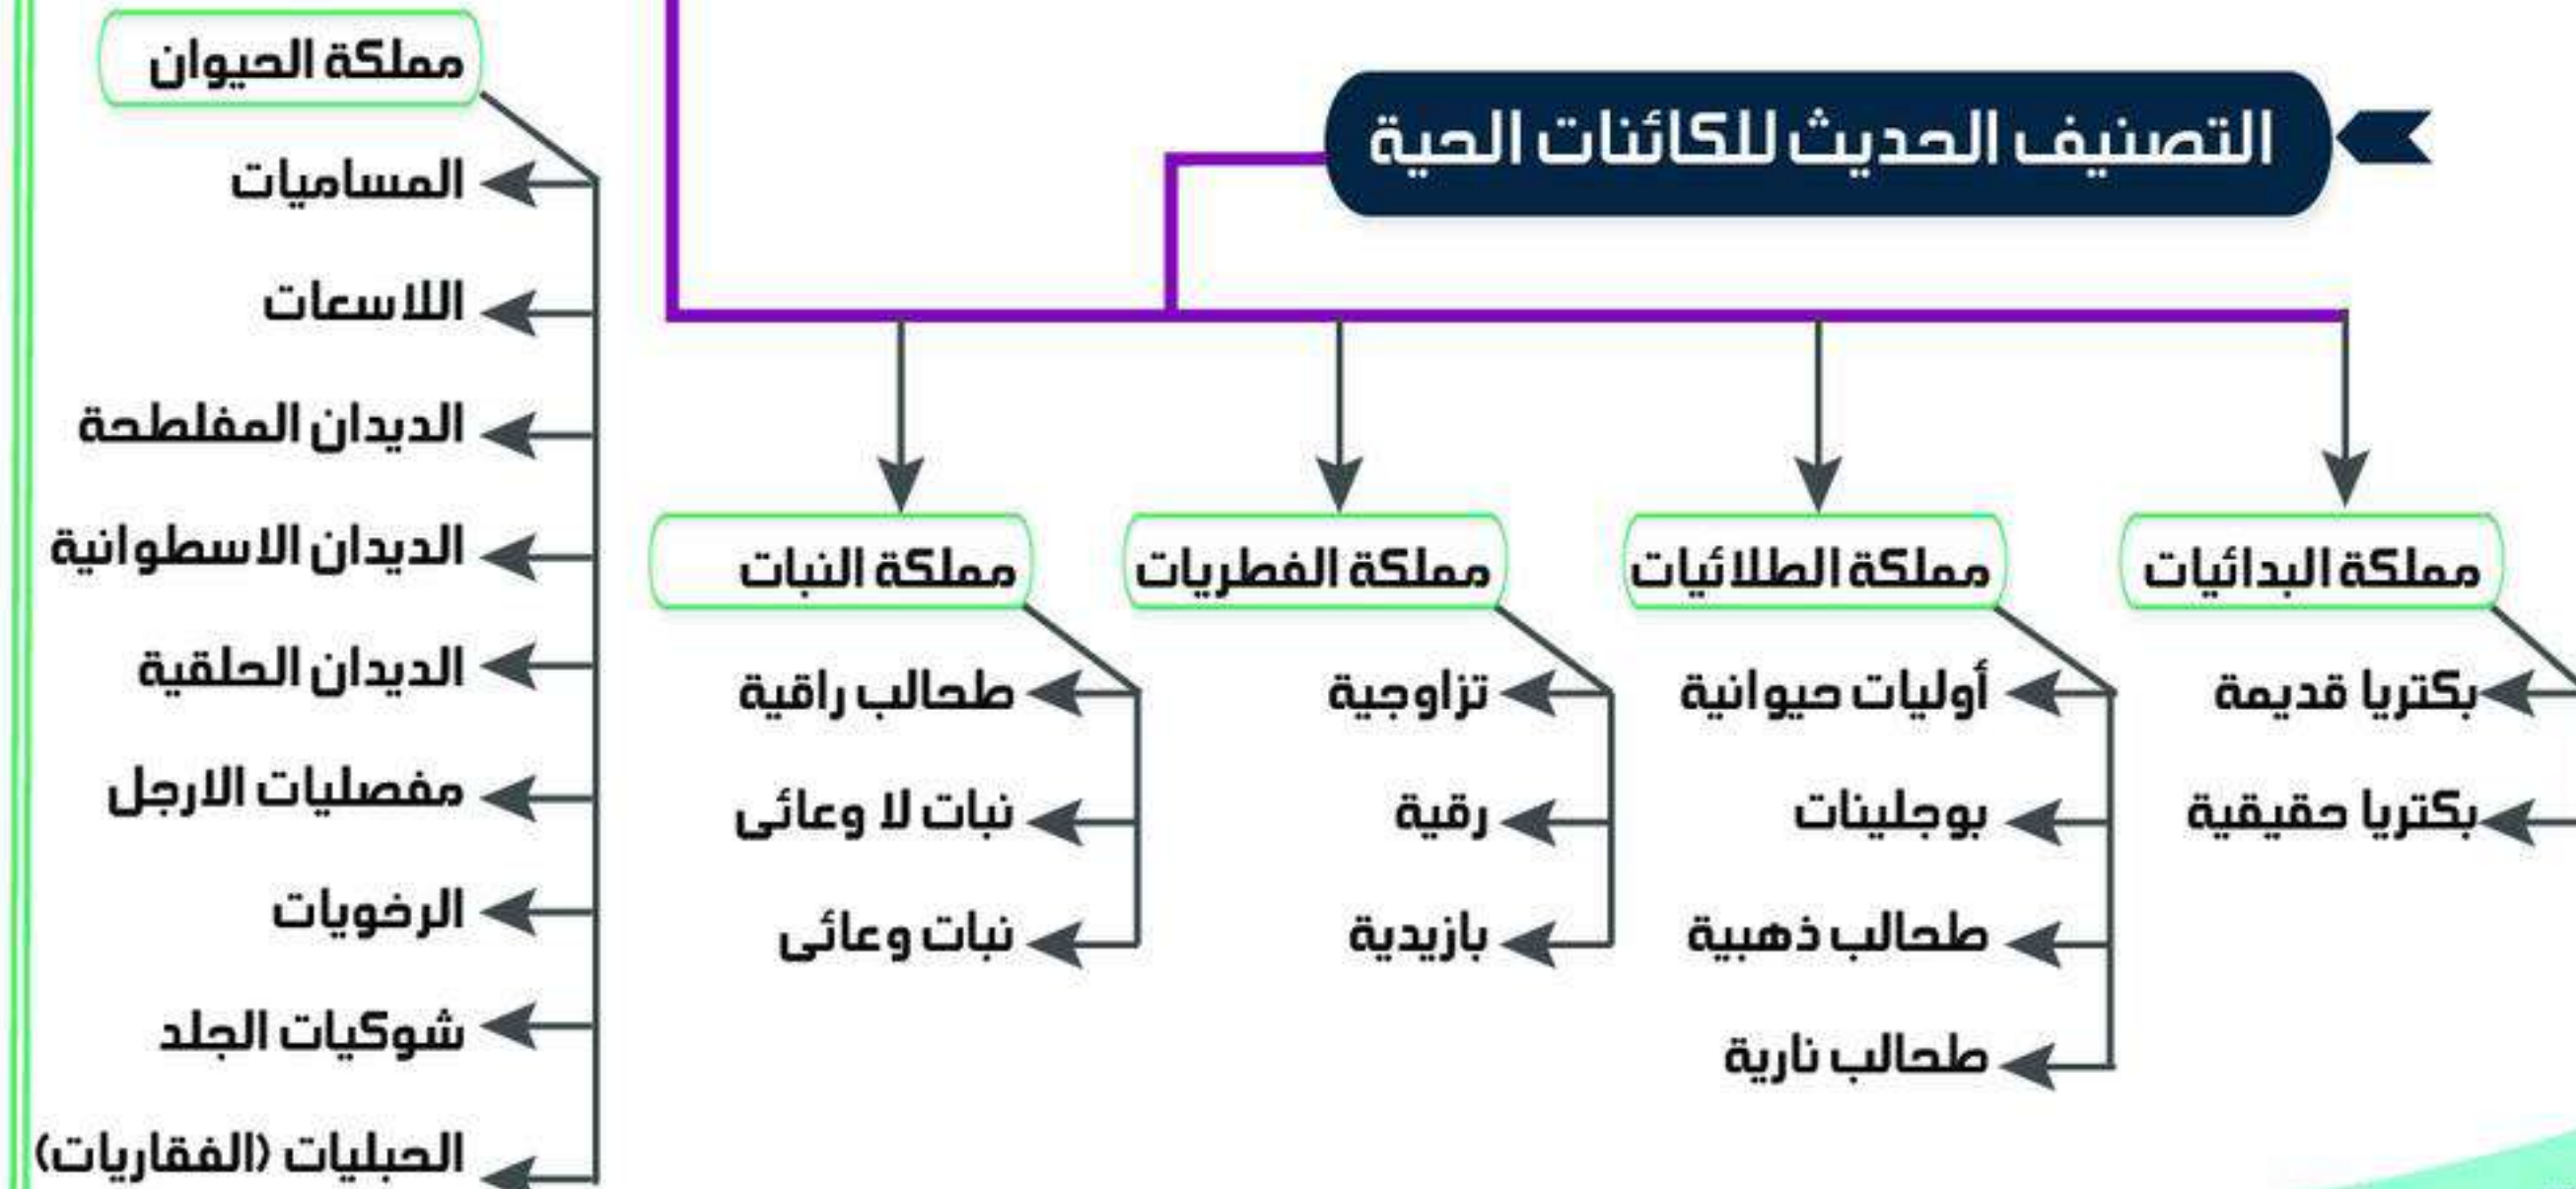 التصنيف الحديث للكائنات الحية
مملكة البدائيات
بكتريا قديمة
بكتريا حقيقية
مملكة الطلائيات
أوليات حيوانية
بوجلينات
طحالب ذهبية
طحالب نارية
مملكة الفطريات
تزاوجية
رقية
بازيدية
مملكة النبات
طحالب راقية
نبات لا وعائى
نبات وعائى
مملكة الحيوان
المساميات
اللاسعات
الديدان المفلطحة
الديدان الاسطوانية
الديدان الحلقية
مفصليات الارجل
الرخويات
شوكيات الجلد
الحبليات (الفقاريات)